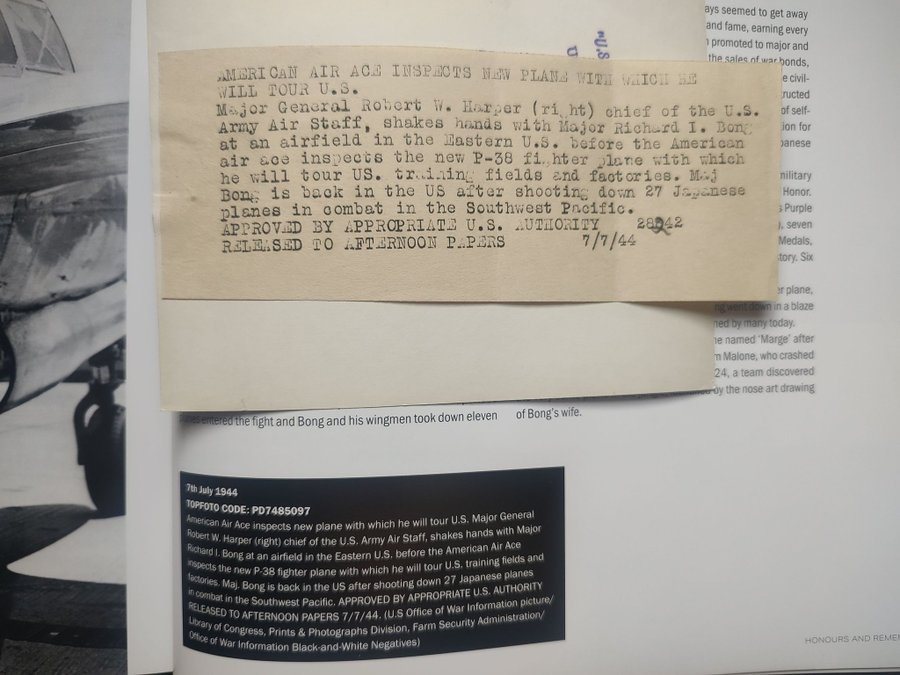 "U.S
AMERICAN AIR ACE INSPECTS NEW PLANE WITH WHICH HE
WILL TOUR U.S.
Major General Robert W. Harper (right) chief of the U.S.
Army Air Staff, shakes hands with Major Richard I. Bong
at an airfield in the Eastern U.S. before the American
air ace inspects the new P-38 fighter plane with which
he will tour US. training fields and factories. Maj
Bong is back in the US after shooting down 27 Japanese
planes in combat in the Southwest Pacific.
APPROVED BY APPROPRIATE U.S. AUTHORITY 28242
RELEASED TO AFTERNOON PAPERS 7/7/44
ays seemed to get away
and fame, earning every
promoted to major and
the sales of war bonds,
e civil-
ructed
of self-
ion for
panese
military
Honor.
Purple
seven
Medals,
tory. Six
er plane,
ng went down in a blaze
ned by many today.
ne named 'Marge' after
m Malone, who crashed
24, a team discovered
by the nose art drawing
of Bong's wife.
entered the fight and Bong and his wingmen took down eleven
7th July 1944
TOPFOTO CODE: PD7485097
American Air Ace inspects new plane with which he will tour U.S. Major General
Robert W. Harper (right) chief of the U.S. Army Air Staff, shakes hands with Major
Richard I. Bong at an airfield in the Eastern U.S. before the American Air Ace
inspects the new P-38 fighter plane with which he will tour U.S. training fields and
factories. Maj. Bong is back in the US after shooting down 27 Japanese planes
in combat in the Southwest Pacific. APPROVED BY APPROPRIATE U.S. AUTHORITY
RELEASED TO AFTERNOON PAPERS 7/7/44. (U.S Office of War Information picture/
Library of Congress, Prints & Photographs Division, Farm Security Administration/
Office of War Information Black-and-White Negatives)
HONOURS AND REMEM